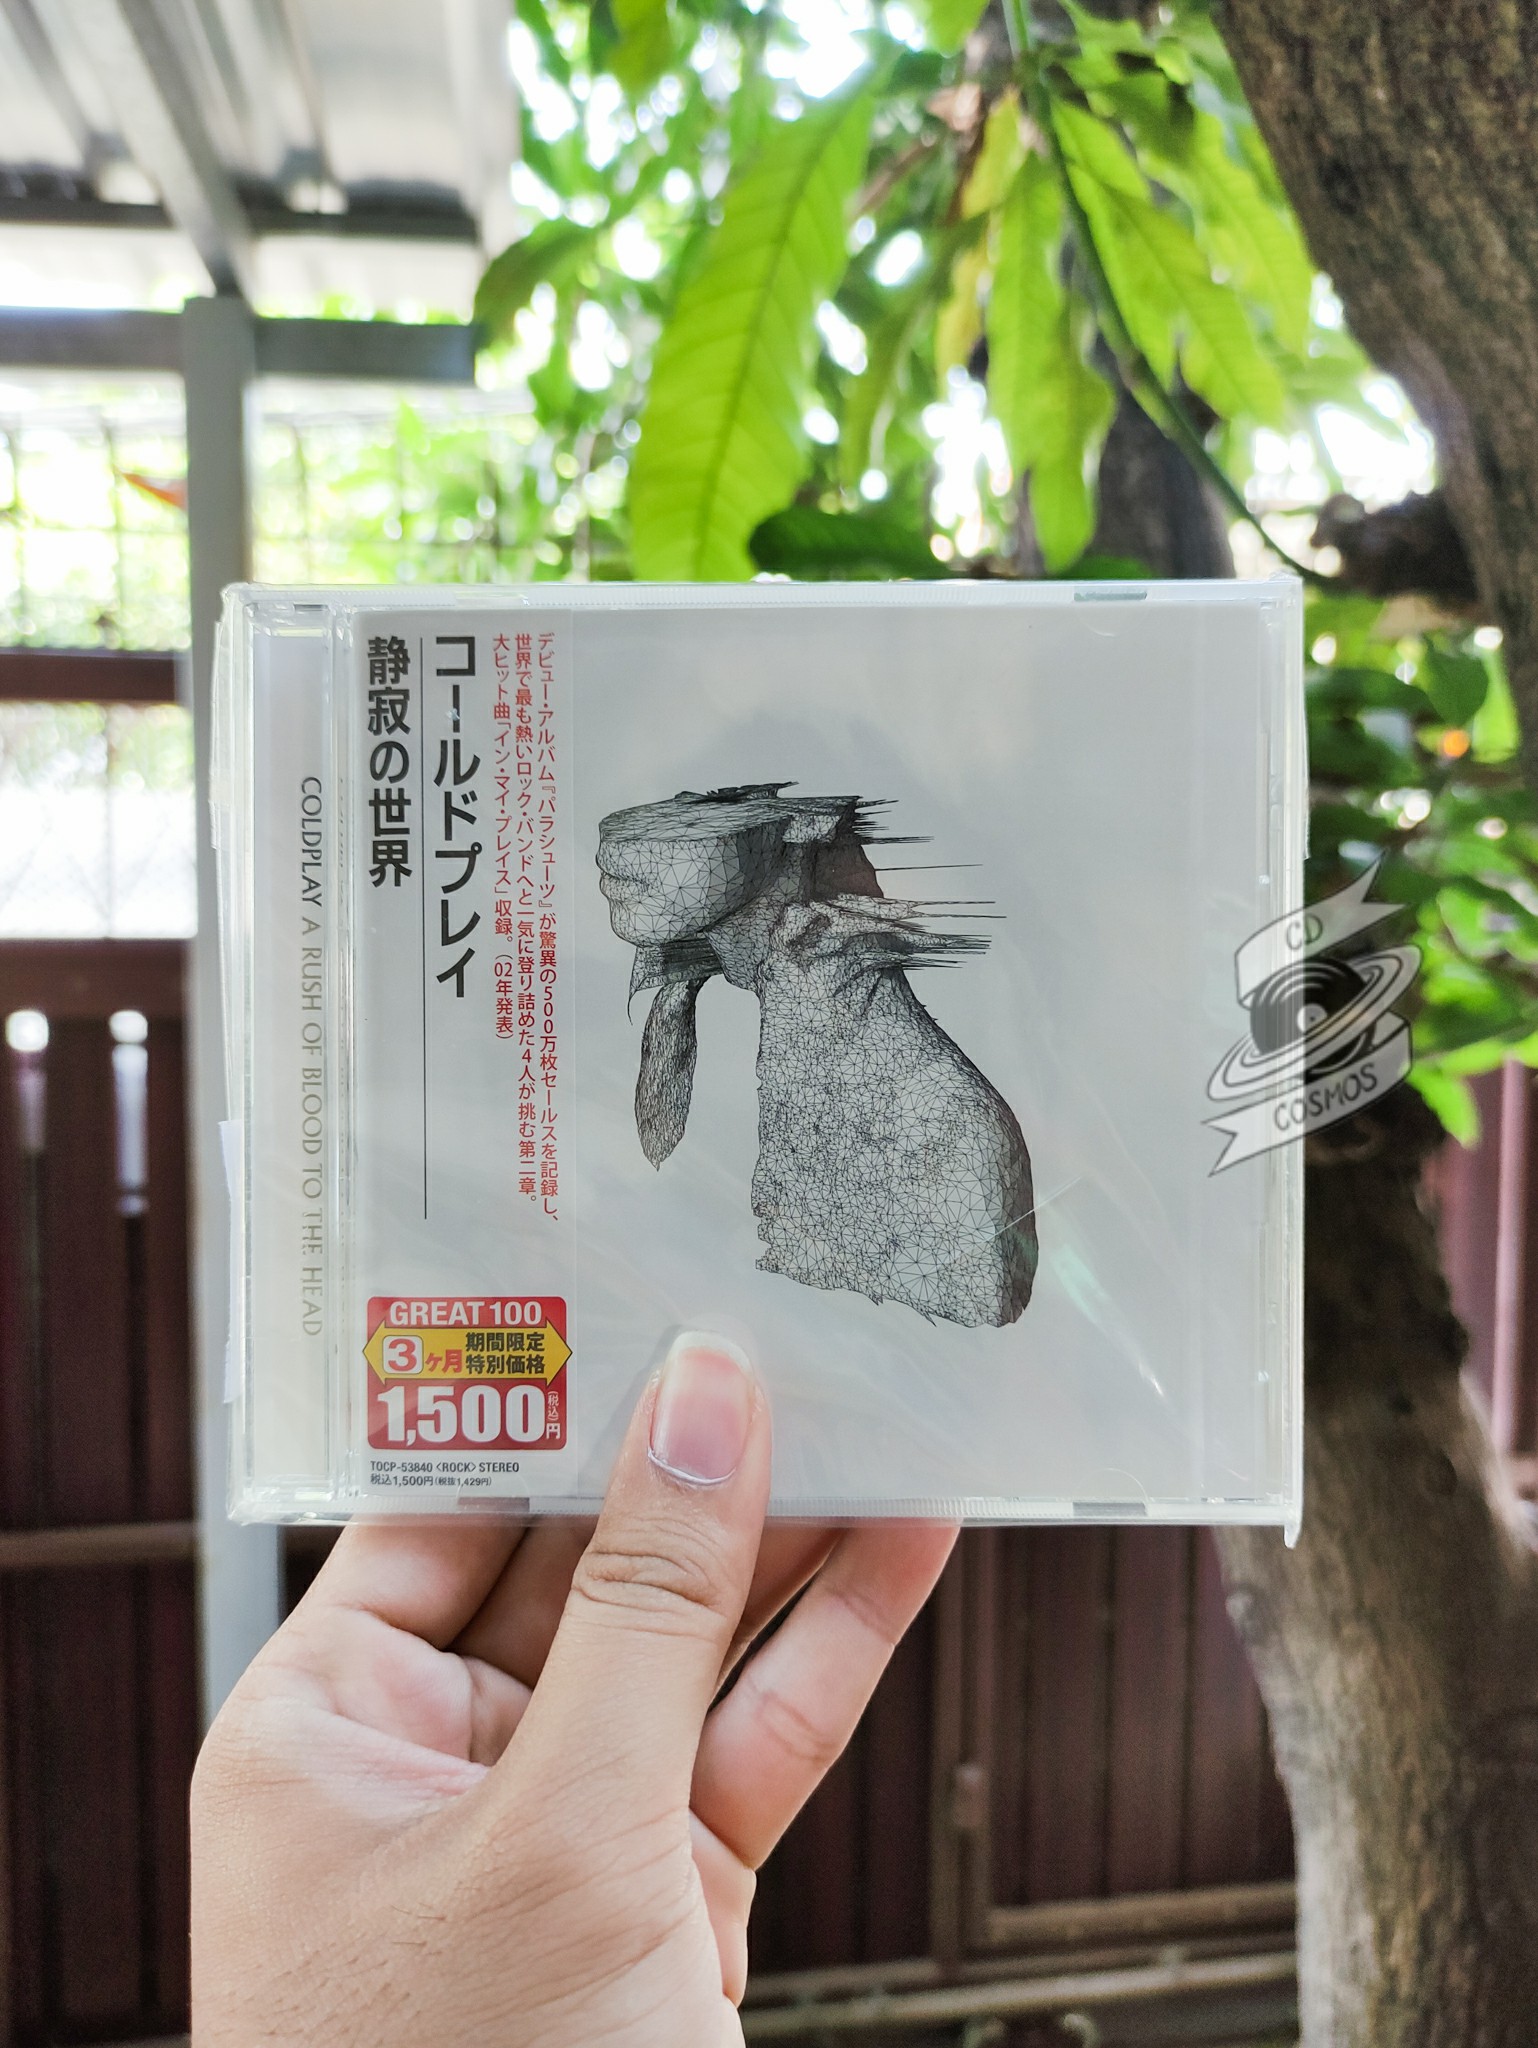 COLDPLAY A RUSH OF BLOOD TO THE HEAD
デビュー・アルバム『パラシューツ』が驚異の500万枚セールスを記録し、
世界で最も熱いロック・バンドへと一気に登り詰めた4人が挑む第二章。
大ヒット曲「イン・マイ・プレイス」収録。（02年発表）
コールドプレイ
静寂の世界
GREAT 100
3ヶ月 期間限定
特別価格
1,500円(税込)
TOCP-53840 〈ROCK〉 STEREO
税込1,500円(税抜1,429円)
CD
COSMOS